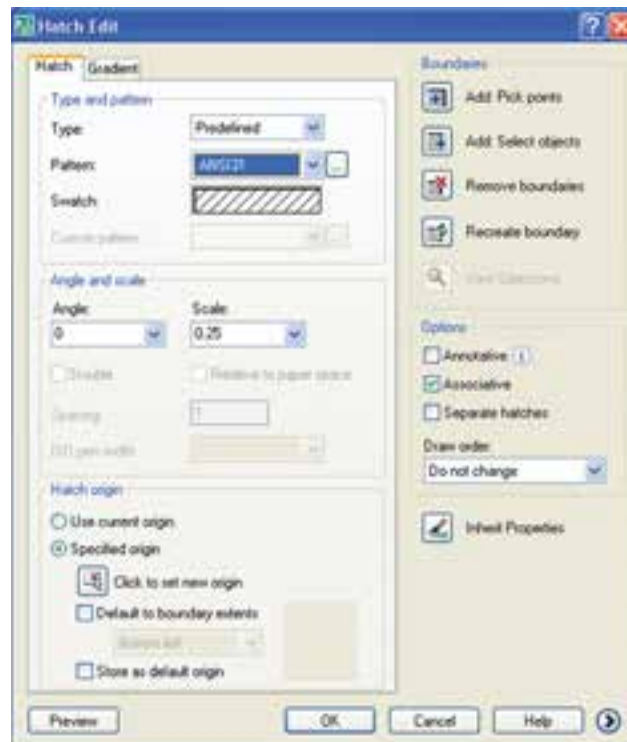 Hatch Edit
Hatch
Gradient
Type and pattern
Type:
Predefined
Pattern:
ANSI31
Swatch:
Custom pattern:
Angle and scale
Angle:
Scale:
0
0.25
Double
Relative to paper space
Spacing:
1
ISO pen width:
Hatch origin
Use current origin
Specified origin
Click to set new origin
Default to boundary extents
Bottom left
Store as default origin
Boundaries
Add: Pick points
Add: Select objects
Remove boundaries
Recreate boundary
View Selections
Options
Annotative
Associative
Separate hatches
Draw order:
Do not change
Inherit Properties
Preview
OK
Cancel
Help